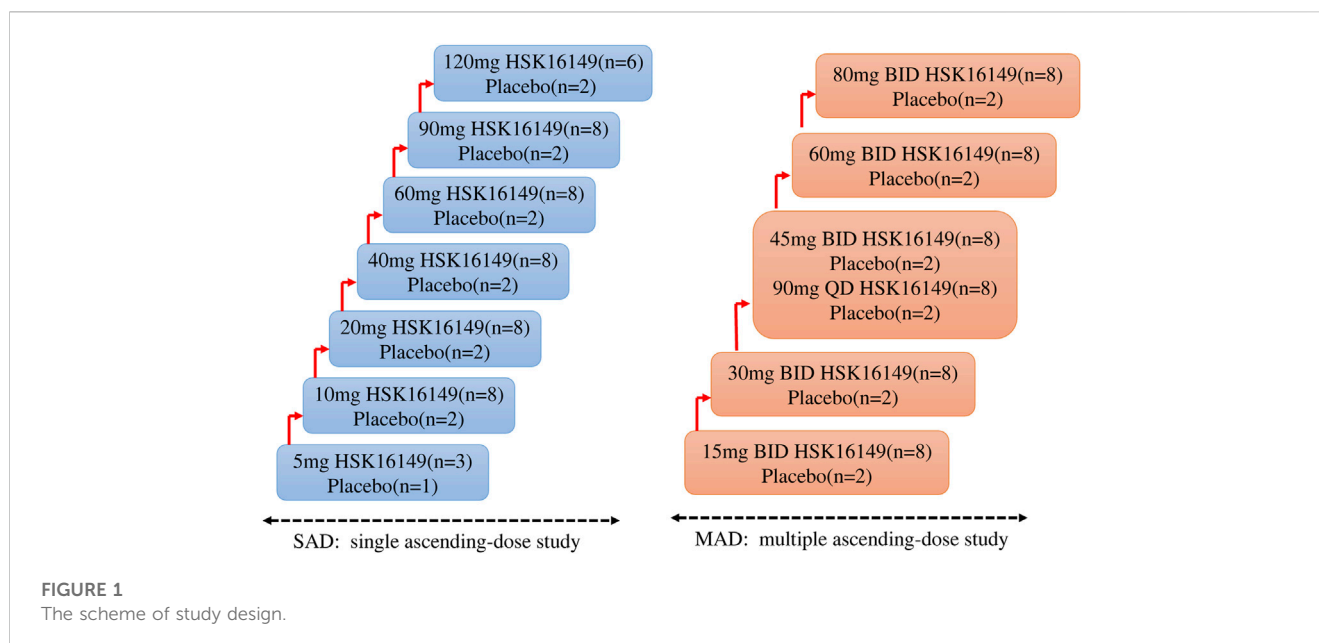 120mg HSK16149(n=6)
Placebo(n=2)
90mg HSK16149(n=8)
Placebo(n=2)
60mg HSK16149(n=8)
Placebo(n=2)
40mg HSK16149(n=8)
Placebo(n=2)
20mg HSK16149(n=8)
Placebo(n=2)
10mg HSK16149(n=8)
Placebo(n=2)
5mg HSK16149(n=3)
Placebo(n=1)
SAD: single ascending-dose study
80mg BID HSK16149(n=8)
Placebo(n=2)
60mg BID HSK16149(n=8)
Placebo(n=2)
45mg BID HSK16149(n=8)
Placebo(n=2)
90mg QD HSK16149(n=8)
Placebo(n=2)
30mg BID HSK16149(n=8)
Placebo(n=2)
15mg BID HSK16149(n=8)
Placebo(n=2)
MAD: multiple ascending-dose study
FIGURE 1
The scheme of study design.